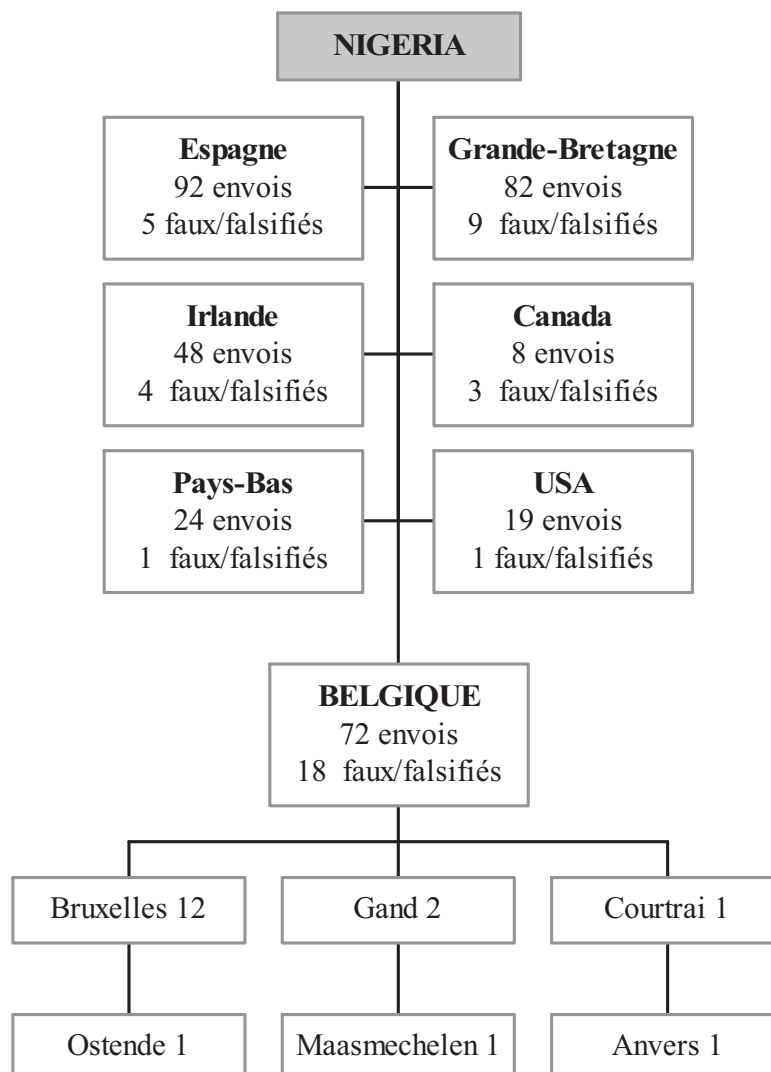 NIGERIA
Espagne
92 envois
5 faux/falsifiés
Grande-Bretagne
82 envois
9 faux/falsifiés
Irlande
48 envois
4 faux/falsifiés
Canada
8 envois
3 faux/falsifiés
Pays-Bas
24 envois
1 faux/falsifiés
USA
19 envois
1 faux/falsifiés
BELGIQUE
72 envois
18 faux/falsifiés
Bruxelles 12
Gand 2
Courtrai 1
Ostende 1
Maasmechelen 1
Anvers 1